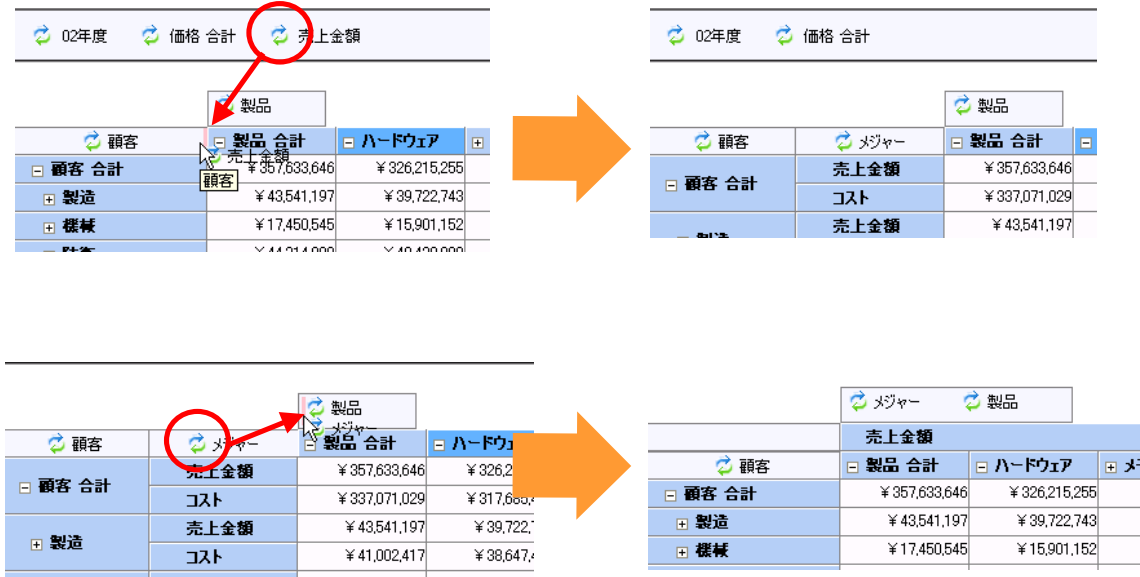 02年度 価格 合計 売上金額
製品
顧客 製品 合計 ハードウェア
売上金額
顧客 合計 ¥357,633,646 ¥326,215,255
顧客
製造 ¥43,541,197 ¥39,722,743
機械 ¥17,450,545 ¥15,901,152
02年度 価格 合計
製品
顧客 メジャー 製品 合計
顧客 合計 売上金額 ¥357,633,646
コスト ¥337,071,029
売上金額 ¥43,541,197
製品
メジャー
顧客 メジャー 製品 合計
顧客 合計 売上金額 ¥357,633,646
コスト ¥337,071,029
製造 売上金額 ¥43,541,197 ¥39,722,
コスト ¥41,002,417 ¥38,647,
メジャー 製品
売上金額
顧客 製品 合計 ハードウェア
顧客 合計 ¥357,633,646 ¥326,215,255
製造 ¥43,541,197 ¥39,722,743
機械 ¥17,450,545 ¥15,901,152